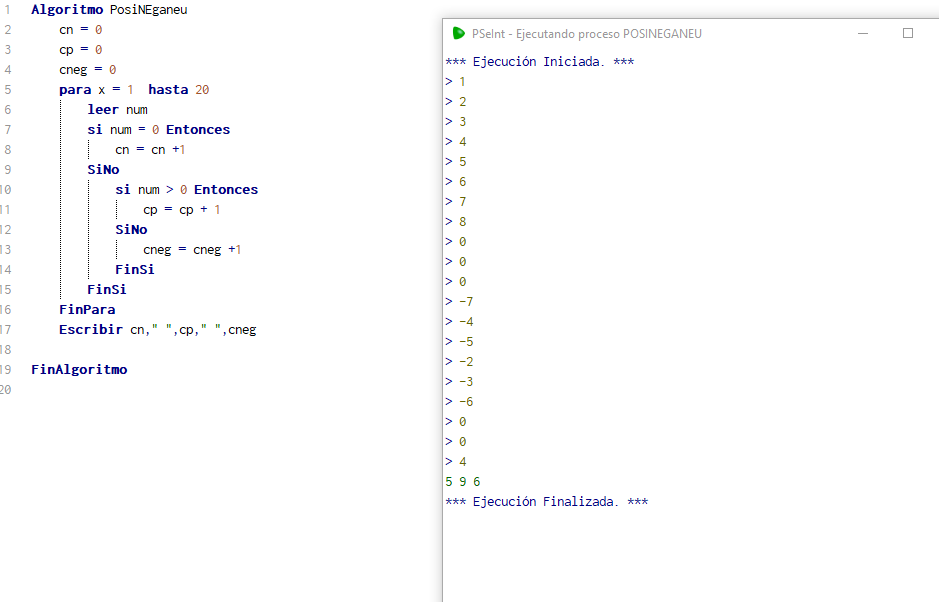 1 Algoritmo PosiNEganeu
2 cn = 0
3 cp = 0
4 cneg = 0
5 para x = 1 hasta 20
6 leer num
7 si num = 0 Entonces
8 cn = cn +1
9 SiNo
10 si num > 0 Entonces
11 cp = cp + 1
12 SiNo
13 cneg = cneg +1
14 FinSi
15 FinSi
16 FinPara
17 Escribir cn," ",cp," ",cneg
18
19 FinAlgoritmo
20
PSeInt - Ejecutando proceso POSINEGANEU
*** Ejecución Iniciada. ***
> 1
> 2
> 3
> 4
> 5
> 6
> 7
> 8
> 0
> 0
> 0
> -7
> -4
> -5
> -2
> -3
> -6
> 0
> 0
> 4
5 9 6
*** Ejecución Finalizada. ***